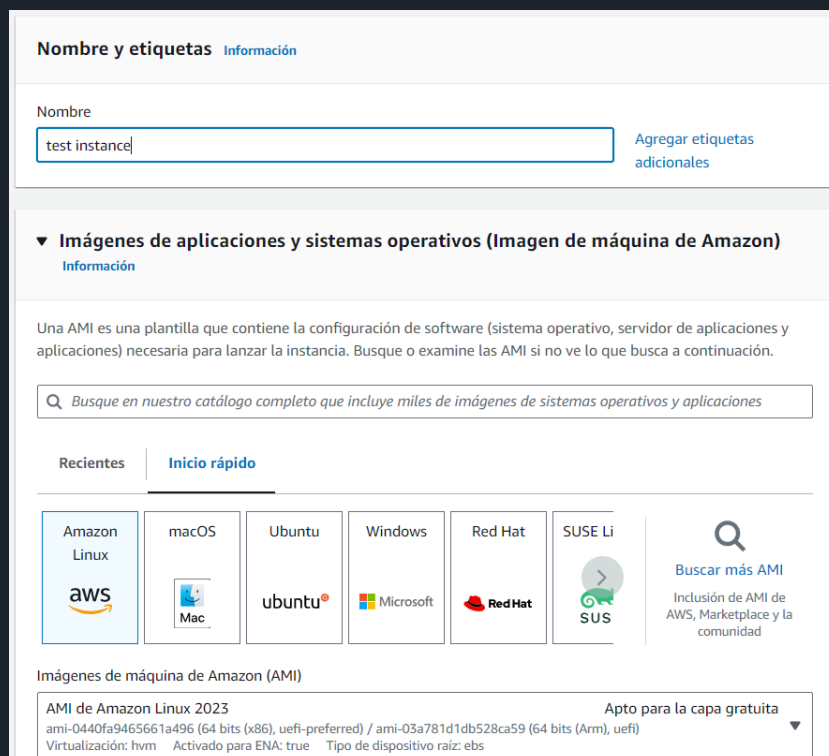 Nombre y etiquetas Información
Nombre
test instance
Agregar etiquetas
adicionales
Imágenes de aplicaciones y sistemas operativos (Imagen de máquina de Amazon)
Información
Una AMI es una plantilla que contiene la configuración de software (sistema operativo, servidor de aplicaciones y
aplicaciones) necesaria para lanzar la instancia. Busque o examine las AMI si no ve lo que busca a continuación.
Busque en nuestro catálogo completo que incluye miles de imágenes de sistemas operativos y aplicaciones
Recientes
Inicio rápido
Amazon
Linux
aws
macOS
Mac
Ubuntu
ubuntu
Windows
Microsoft
Red Hat
Red Hat
SUSE Li
SUS
Buscar más AMI
Inclusión de AMI de
AWS, Marketplace y la
comunidad
Imágenes de máquina de Amazon (AMI)
AMI de Amazon Linux 2023 Apto para la capa gratuita
ami-0440fa9465661a496 (64 bits (x86), uefi-preferred) / ami-03a781d1db528ca59 (64 bits (Arm), uefi)
Virtualización: hvm Activado para ENA: true Tipo de dispositivo raíz: ebs